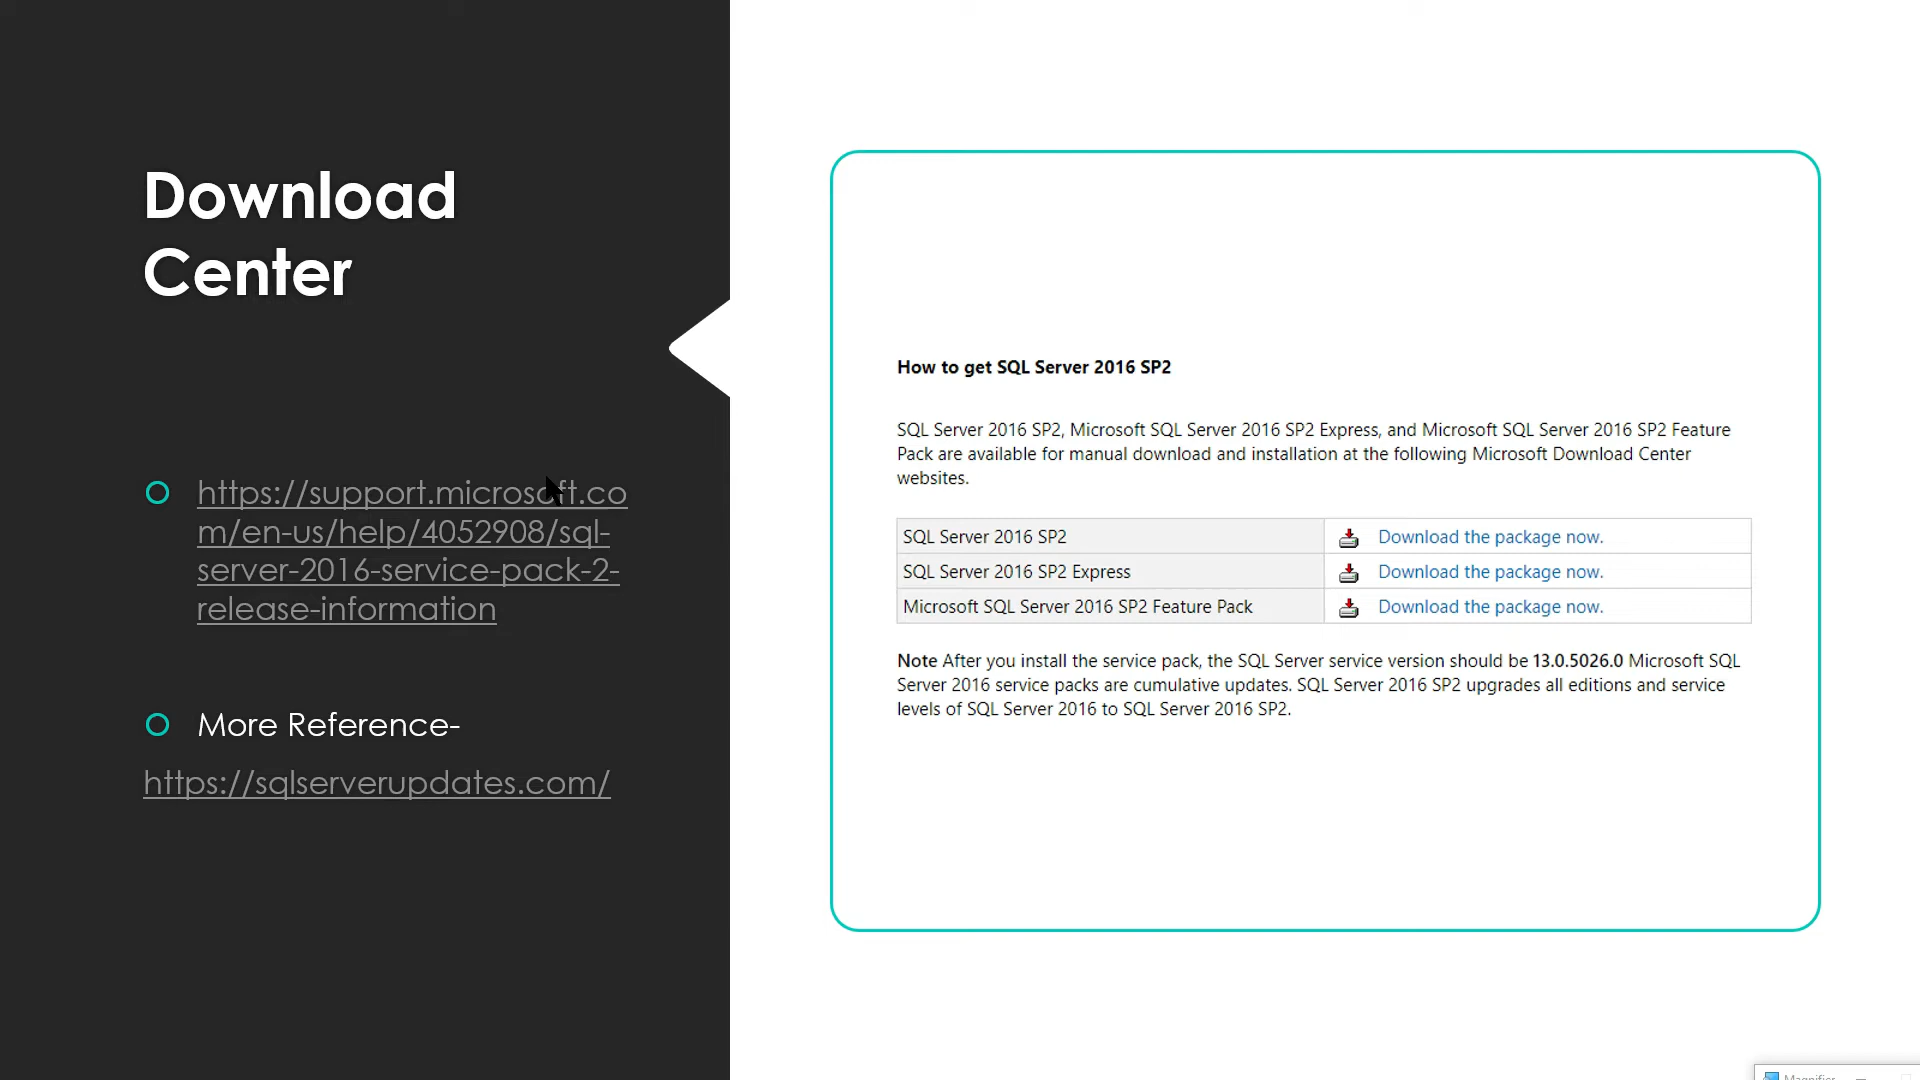 Download
Center
https://support.microsoft.co
m/en-us/help/4052908/sql-
server-2016-service-pack-2-
release-information
More Reference-
https://sqlserverupdates.com/
How to get SQL Server 2016 SP2
SQL Server 2016 SP2, Microsoft SQL Server 2016 SP2 Express, and Microsoft SQL Server 2016 SP2 Feature
Pack are available for manual download and installation at the following Microsoft Download Center
websites.
SQL Server 2016 SP2 Download the package now.
SQL Server 2016 SP2 Express Download the package now.
Microsoft SQL Server 2016 SP2 Feature Pack Download the package now.
Note After you install the service pack, the SQL Server service version should be 13.0.5026.0 Microsoft SQL
Server 2016 service packs are cumulative updates. SQL Server 2016 SP2 upgrades all editions and service
levels of SQL Server 2016 to SQL Server 2016 SP2.
Magnifier